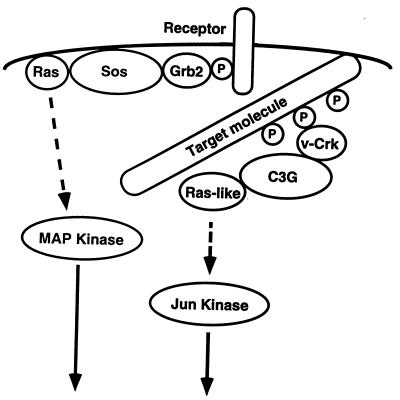 Receptor
Ras
Sos
Grb2
P
Target molecule
P
P
P
v-Crk
C3G
Ras-like
MAP Kinase
Jun Kinase